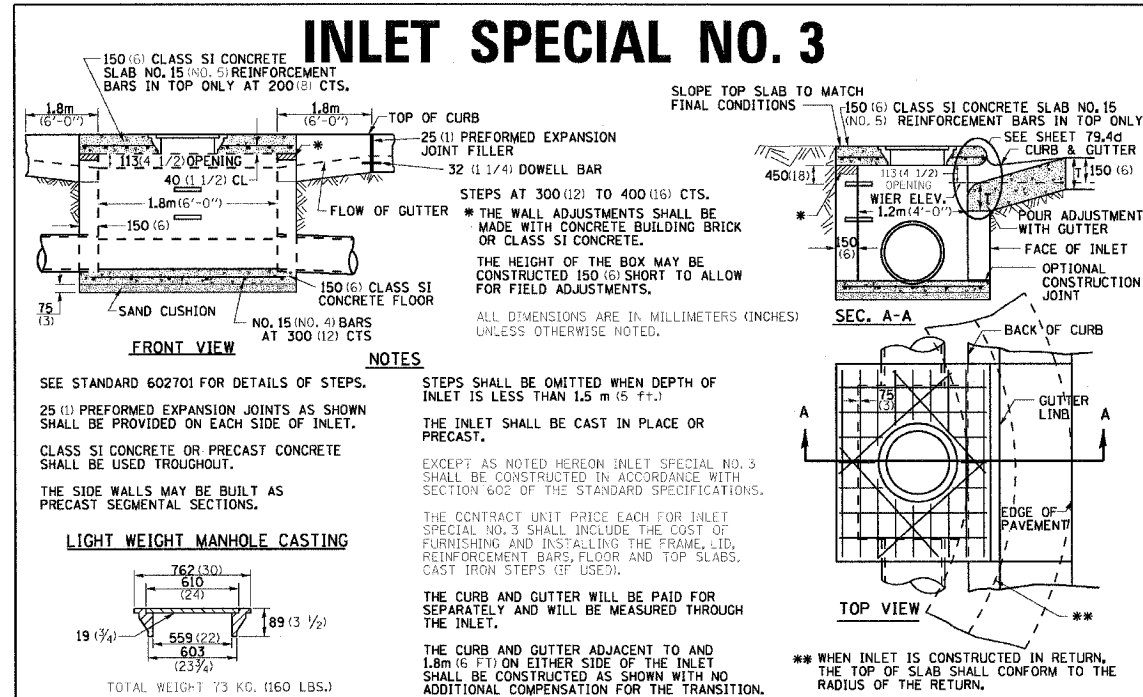 INLET SPECIAL NO. 3
150 (6) CLASS SI CONCRETE
SLAB NO. 15 (NO. 5) REINFORCEMENT
BARS IN TOP ONLY AT 200 (8) CTS.
1.8m
(6'-0")
1.8m
(6'-0")
TOP OF CURB
25 (1) PREFORMED EXPANSION
JOINT FILLER
*
113(4 1/2) OPENING
40 (1 1/2) CL
32 (1 1/4) DOWELL BAR
1.8m(6'-0")
150 (6)
FLOW OF GUTTER
75
(3)
SAND CUSHION
150 (6) CLASS SI
CONCRETE FLOOR
NO. 15 (NO. 4) BARS
AT 300 (12) CTS
FRONT VIEW
STEPS AT 300 (12) TO 400 (16) CTS.
* THE WALL ADJUSTMENTS SHALL BE
MADE WITH CONCRETE BUILDING BRICK
OR CLASS SI CONCRETE.
THE HEIGHT OF THE BOX MAY BE
CONSTRUCTED 150 (6) SHORT TO ALLOW
FOR FIELD ADJUSTMENTS.
ALL DIMENSIONS ARE IN MILLIMETERS (INCHES)
UNLESS OTHERWISE NOTED.
SLOPE TOP SLAB TO MATCH
FINAL CONDITIONS
150 (6) CLASS SI CONCRETE SLAB NO. 15
(NO. 5) REINFORCEMENT BARS IN TOP ONLY
SEE SHEET 79.4d
CURB & GUTTER
450(18)
113(4 1/2)
OPENING
T
150 (6)
WIER ELEV.
T
*
1.2m(4'-0")
POUR ADJUSTMENT
WITH GUTTER
150
(6)
FACE OF INLET
OPTIONAL
CONSTRUCTION
JOINT
SEC. A-A
NOTES
SEE STANDARD 602701 FOR DETAILS OF STEPS.
25 (1) PREFORMED EXPANSION JOINTS AS SHOWN
SHALL BE PROVIDED ON EACH SIDE OF INLET.
CLASS SI CONCRETE OR PRECAST CONCRETE
SHALL BE USED TROUGHOUT.
THE SIDE WALLS MAY BE BUILT AS
PRECAST SEGMENTAL SECTIONS.
STEPS SHALL BE OMITTED WHEN DEPTH OF
INLET IS LESS THAN 1.5 m (5 ft.)
THE INLET SHALL BE CAST IN PLACE OR
PRECAST.
EXCEPT AS NOTED HEREON INLET SPECIAL NO. 3
SHALL BE CONSTRUCTED IN ACCORDANCE WITH
SECTION 602 OF THE STANDARD SPECIFICATIONS.
THE CONTRACT UNIT PRICE EACH FOR INLET
SPECIAL NO. 3 SHALL INCLUDE THE COST OF
FURNISHING AND INSTALLING THE FRAME, LID,
REINFORCEMENT BARS, FLOOR AND TOP SLABS,
CAST IRON STEPS (IF USED).
THE CURB AND GUTTER WILL BE PAID FOR
SEPARATELY AND WILL BE MEASURED THROUGH
THE INLET.
THE CURB AND GUTTER ADJACENT TO AND
1.8m (6 FT) ON EITHER SIDE OF THE INLET
SHALL BE CONSTRUCTED AS SHOWN WITH NO
ADDITIONAL COMPENSATION FOR THE TRANSITION.
LIGHT WEIGHT MANHOLE CASTING
762 (30)
610
(24)
19 (3/4)
89 (3 1/2)
559 (22)
603
(23 3/4)
TOTAL WEIGHT 73 KG. (160 LBS.)
BACK OF CURB
75
(3)
GUTTER
LINE
A
A
EDGE OF
PAVEMENT
TOP VIEW
**
** WHEN INLET IS CONSTRUCTED IN RETURN,
THE TOP OF SLAB SHALL CONFORM TO THE
RADIUS OF THE RETURN.